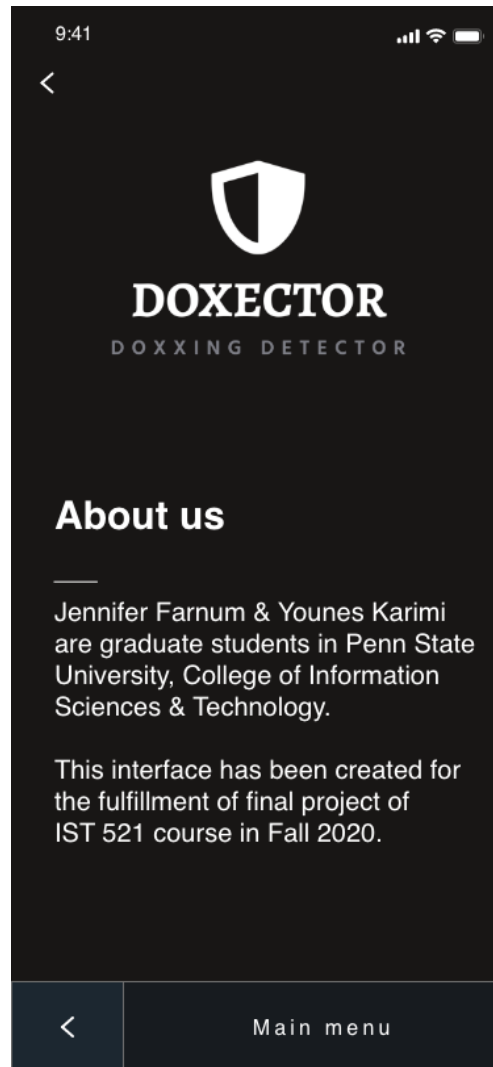 9:41
DOXECTOR
DOXXING DETECTOR
About us
Jennifer Farnum & Younes Karimi
are graduate students in Penn State
University, College of Information
Sciences & Technology.
This interface has been created for
the fulfillment of final project of
IST 521 course in Fall 2020.
Main menu